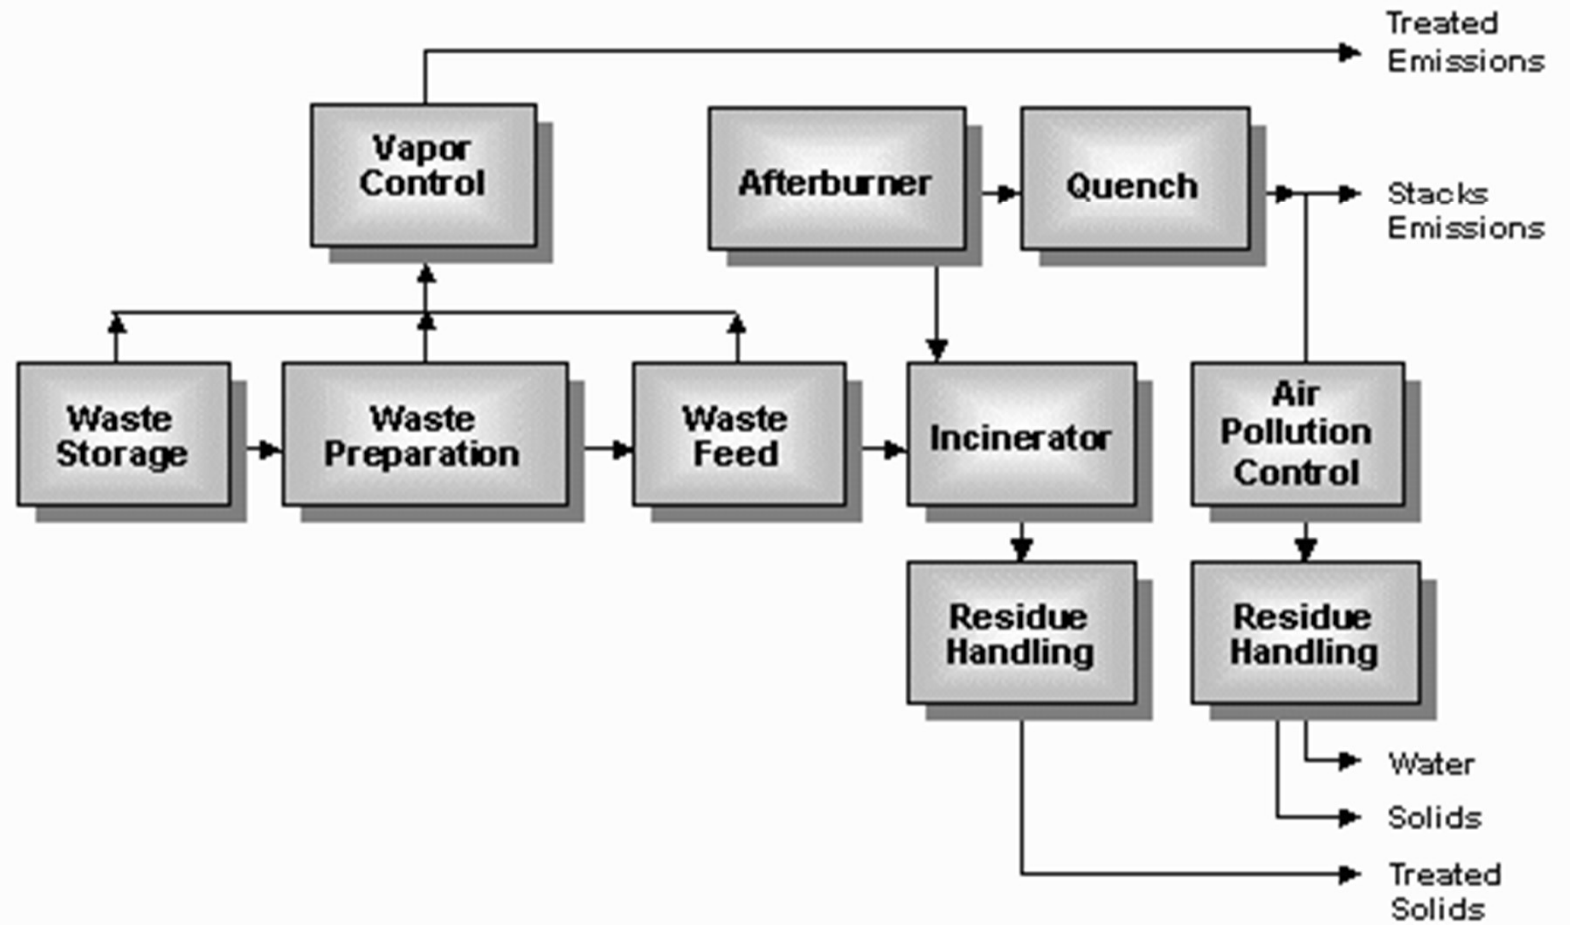 Treated
Emissions
Vapor
Control
Afterburner
Quench
Stacks
Emissions
Waste
Storage
Waste
Preparation
Waste
Feed
Incinerator
Air
Pollution
Control
Residue
Handling
Residue
Handling
Water
Solids
Treated
Solids